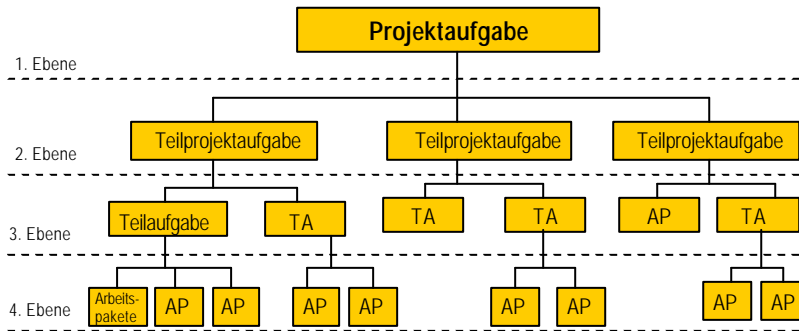 Projektaufgabe
1. Ebene
Teilprojektaufgabe Teilprojektaufgabe Teilprojektaufgabe
2. Ebene
Teilaufgabe TA TA TA AP TA
3. Ebene
Arbeits-
pakete AP AP AP AP AP AP AP AP
4. Ebene